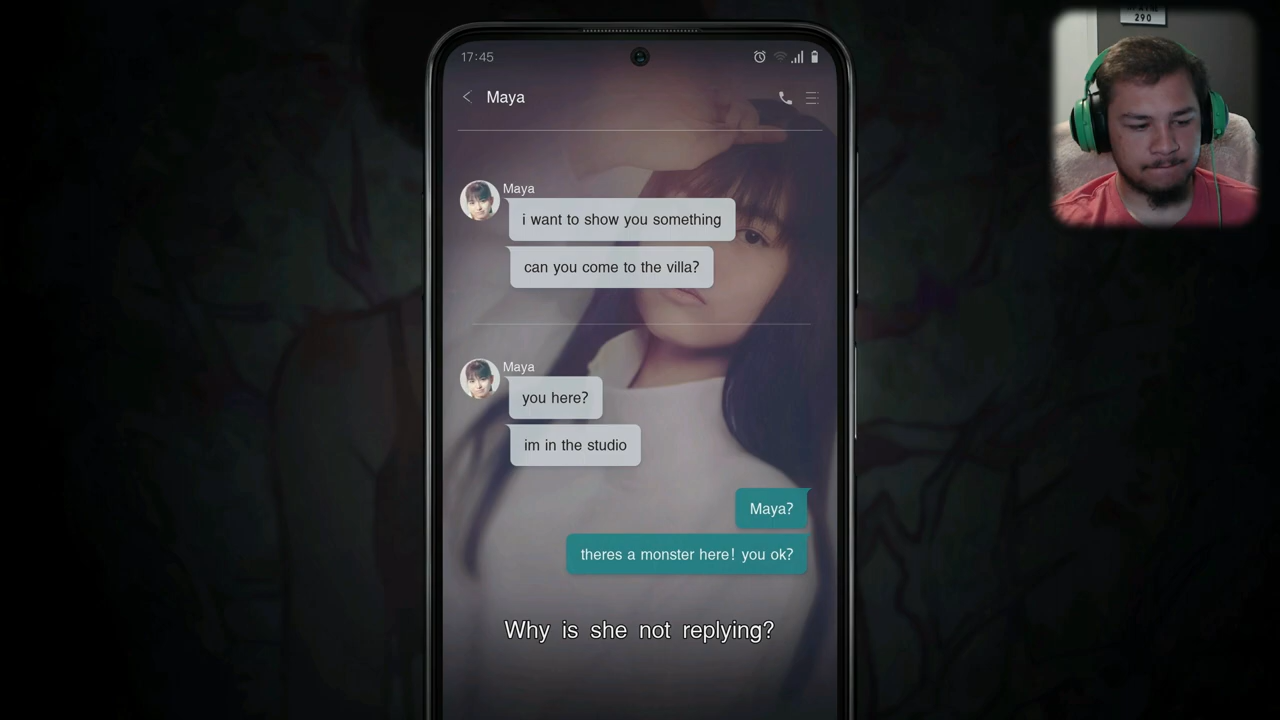 17:45
290
Maya
Maya
i want to show you something
can you come to the villa?
Maya
you here?
im in the studio
Maya?
theres a monster here! you ok?
Why is she not replying?